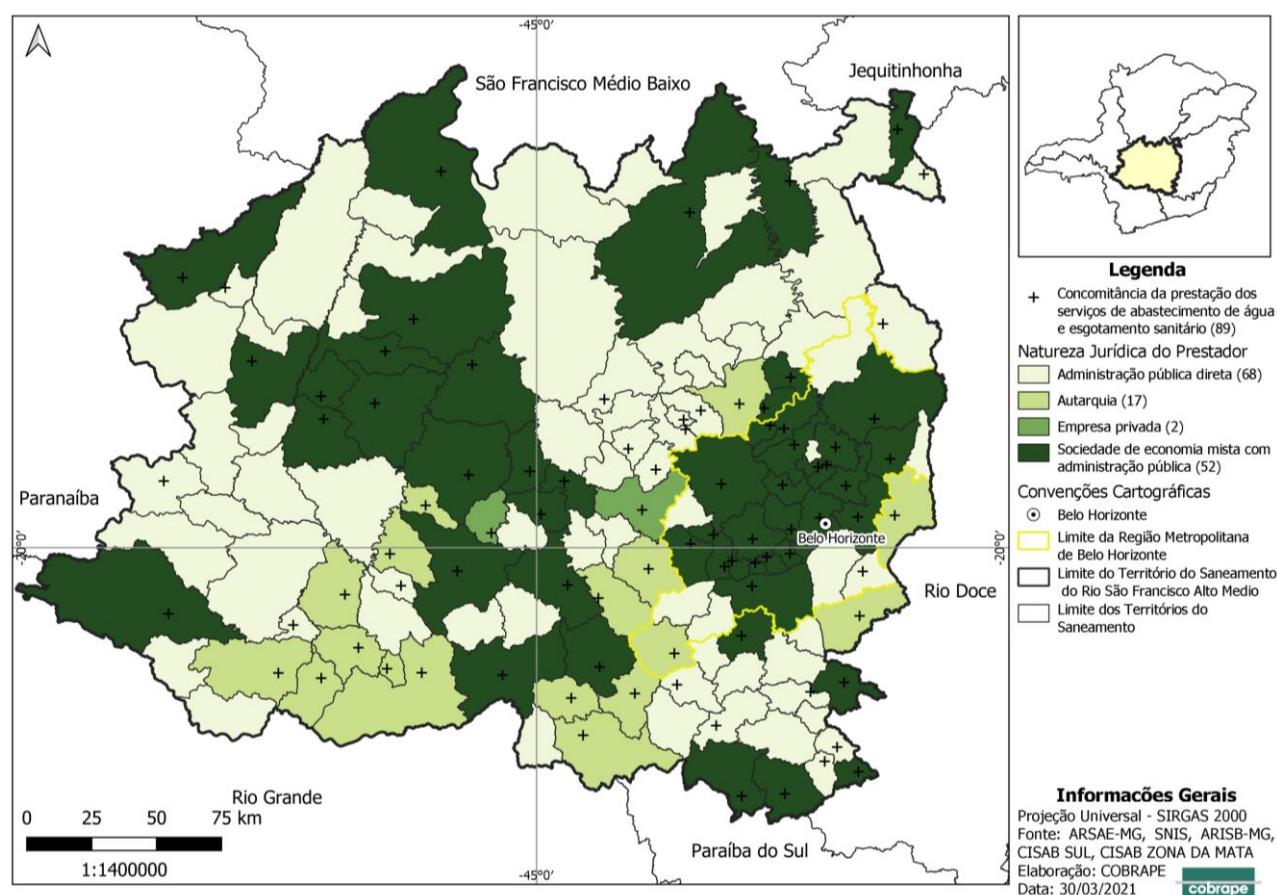 -45°0'
São Francisco Médio Baixo
Jequitinhonha
Paranaíba
-20°0'
-20°0'
Belo Horizonte
Rio Doce
Rio Grande
Paraíba do Sul
0 25 50 75 km
1:1400000
-45°0'
Legenda
Concomitância da prestação dos
serviços de abastecimento de água
e esgotamento sanitário (89)
Natureza Jurídica do Prestador
Administração pública direta (68)
Autarquia (17)
Empresa privada (2)
Sociedade de economia mista com
administração pública (52)
Convenções Cartográficas
Belo Horizonte
Limite da Região Metropolitana
de Belo Horizonte
Limite do Território do Saneamento
do Rio São Francisco Alto Medio
Limite dos Territórios do
Saneamento
Informacões Gerais
Projeção Universal - SIRGAS 2000
Fonte: ARSAE-MG, SNIS, ARISB-MG,
CISAB SUL, CISAB ZONA DA MATA
Elaboração: COBRAPE
Data: 30/03/2021
cobrape